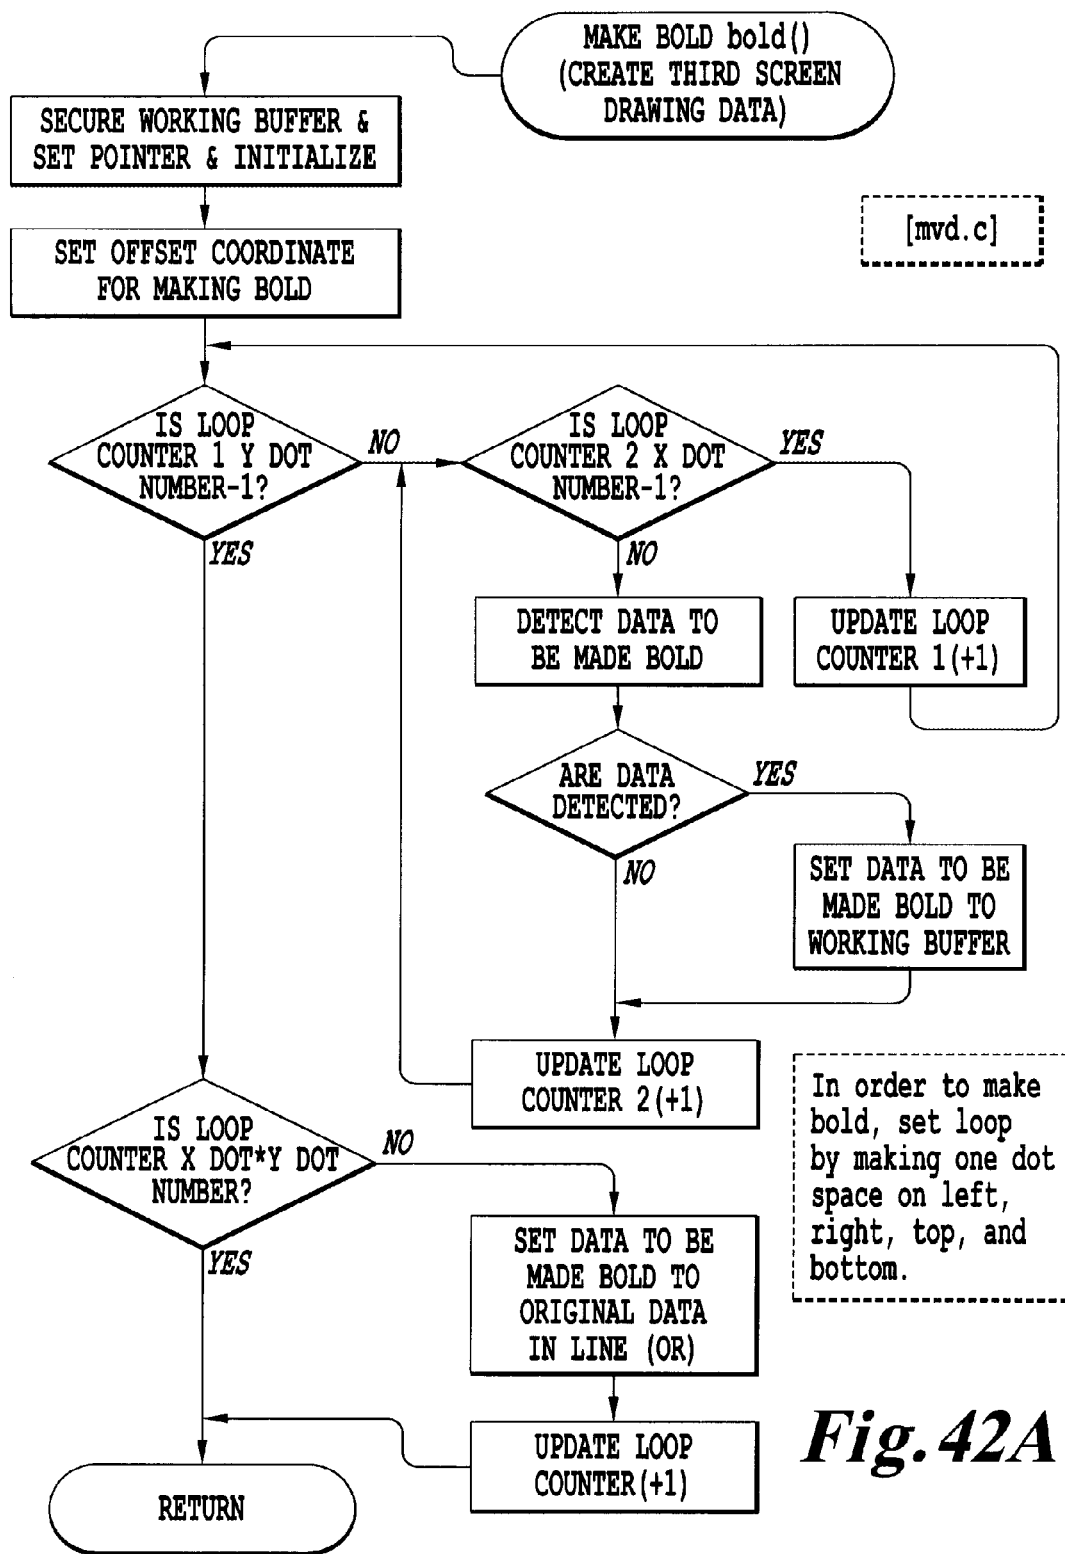 MAKE BOLD bold()
(CREATE THIRD SCREEN
DRAWING DATA)
SECURE WORKING BUFFER &
SET POINTER & INITIALIZE
[mvd.c]
SET OFFSET COORDINATE
FOR MAKING BOLD
IS LOOP
COUNTER 1 Y DOT
NUMBER-1?
NO
YES
IS LOOP
COUNTER 2 X DOT
NUMBER-1?
YES
NO
DETECT DATA TO
BE MADE BOLD
UPDATE LOOP
COUNTER 1(+1)
ARE DATA
DETECTED?
YES
NO
SET DATA TO BE
MADE BOLD TO
WORKING BUFFER
UPDATE LOOP
COUNTER 2(+1)
In order to make
bold, set loop
by making one dot
space on left,
right, top, and
bottom.
IS LOOP
COUNTER X DOT*Y DOT
NUMBER?
NO
YES
SET DATA TO BE
MADE BOLD TO
ORIGINAL DATA
IN LINE (OR)
UPDATE LOOP
COUNTER(+1)
RETURN
Fig. 42A